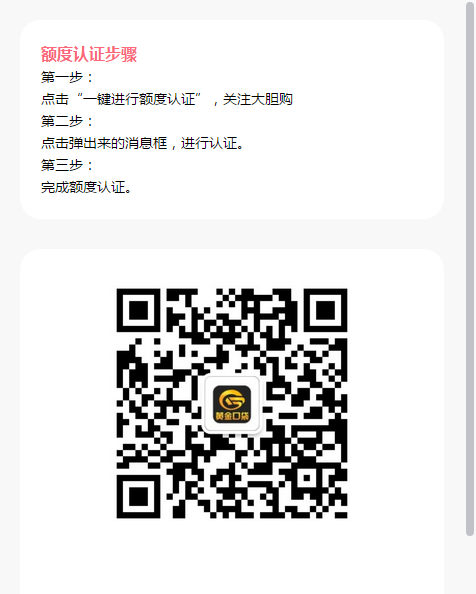 额度认证步骤
第一步：
点击“一键进行额度认证”，关注大胆购
第二步：
点击弹出来的消息框，进行认证。
第三步：
完成额度认证。
黄金口袋